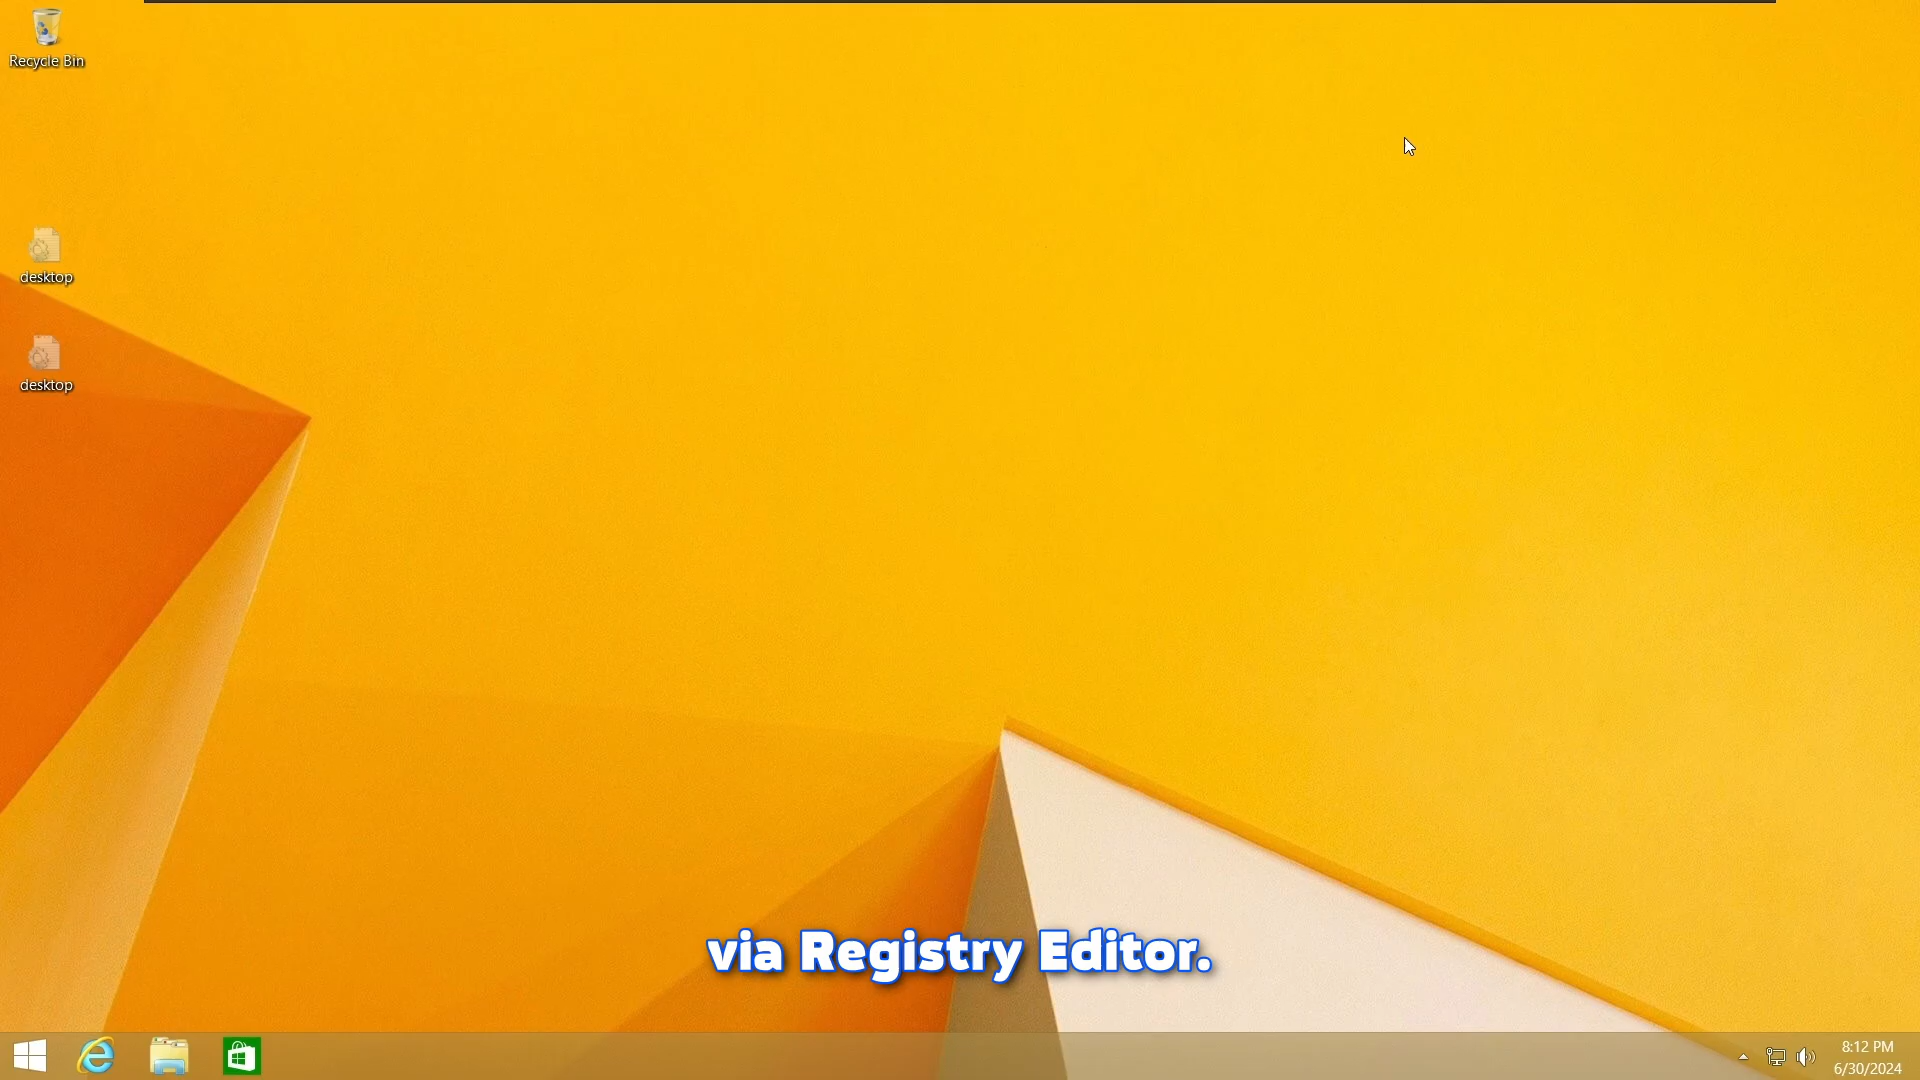 Recycle Bin
desktop
desktop
via Registry Editor.
8:12 PM
6/30/2024